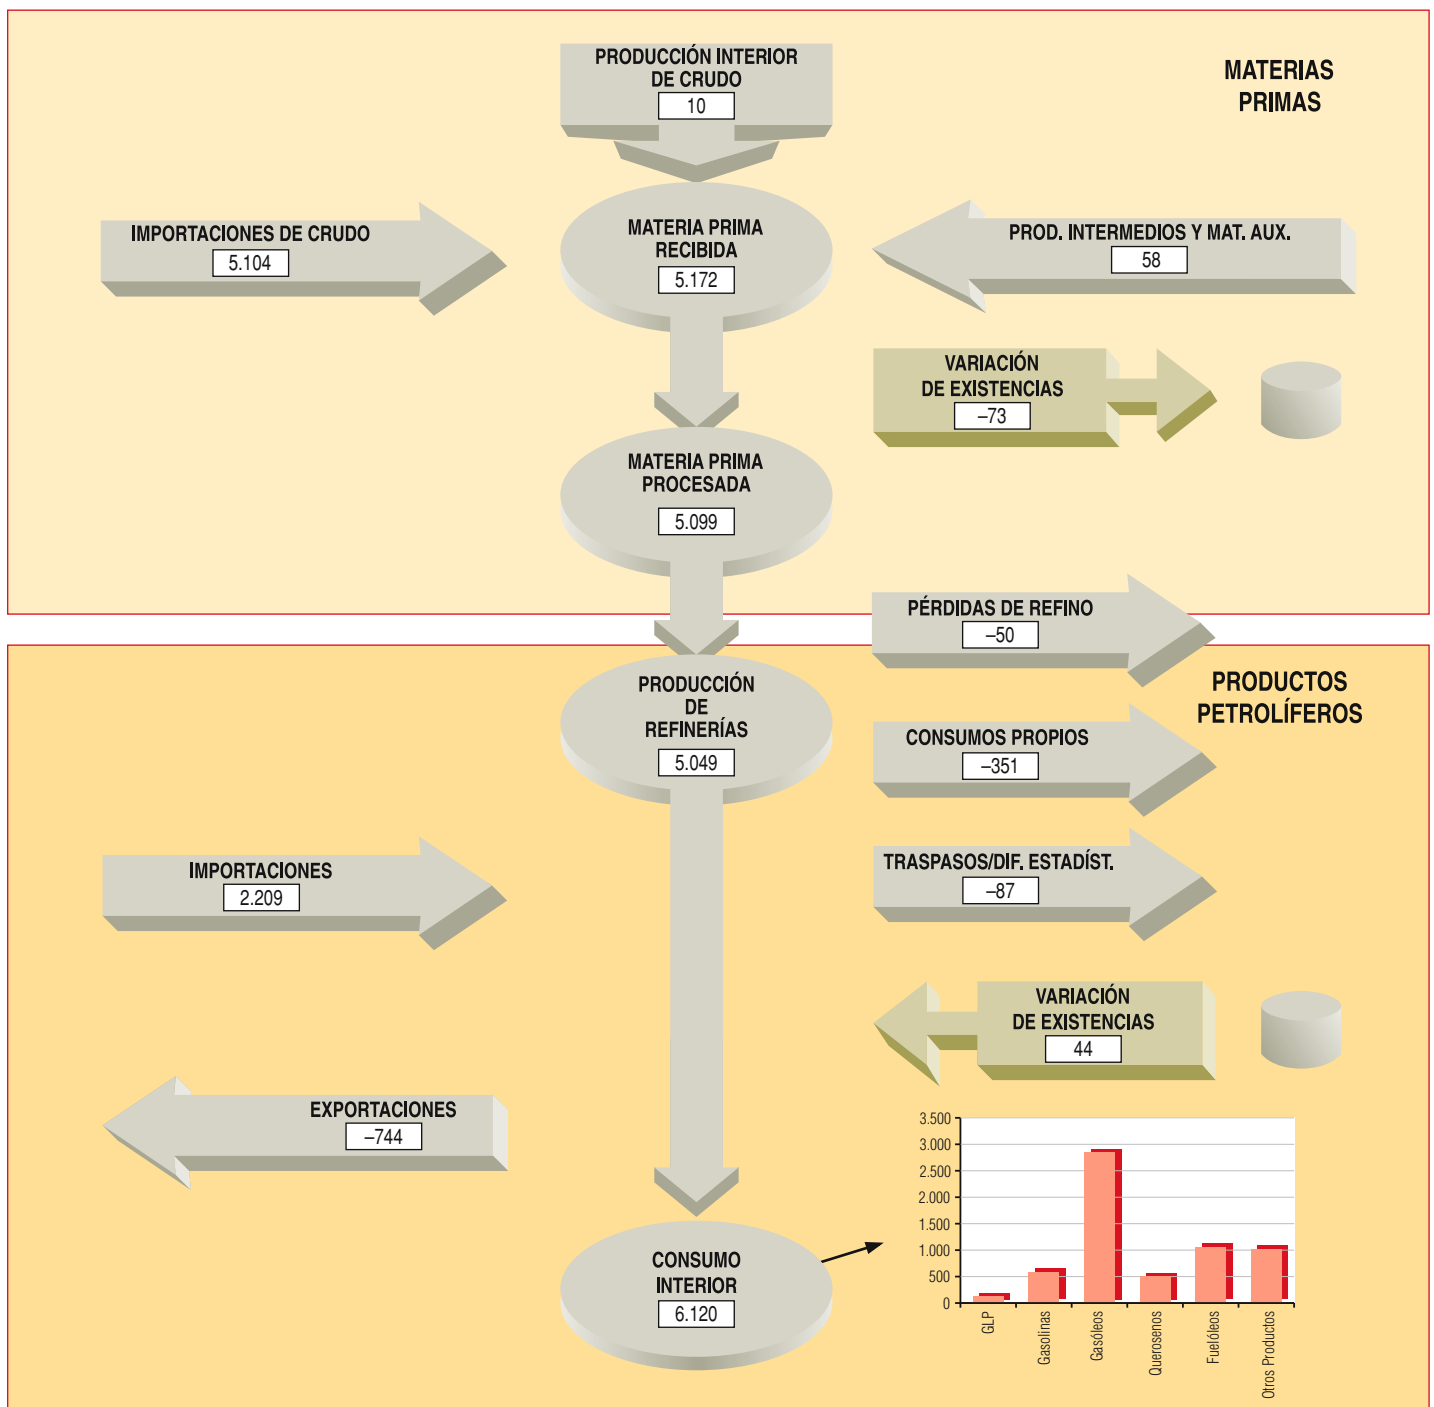 PRODUCCIÓN INTERIOR
DE CRUDO
10
MATERIAS
PRIMAS
IMPORTACIONES DE CRUDO
5.104
MATERIA PRIMA
RECIBIDA
5.172
PROD. INTERMEDIOS Y MAT. AUX.
58
VARIACIÓN
DE EXISTENCIAS
–73
MATERIA PRIMA
PROCESADA
5.099
PÉRDIDAS DE REFINO
–50
PRODUCTOS
PETROLÍFEROS
PRODUCCIÓN
DE
REFINERÍAS
5.049
CONSUMOS PROPIOS
–351
IMPORTACIONES
2.209
TRASPASOS/DIF. ESTADÍST.
–87
VARIACIÓN
DE EXISTENCIAS
44
EXPORTACIONES
–744
CONSUMO
INTERIOR
6.120
3.500
3.000
2.500
2.000
1.500
1.000
500
0
GLP
Gasolinas
Gasóleos
Querosenos
Fuelóleos
Otros Productos